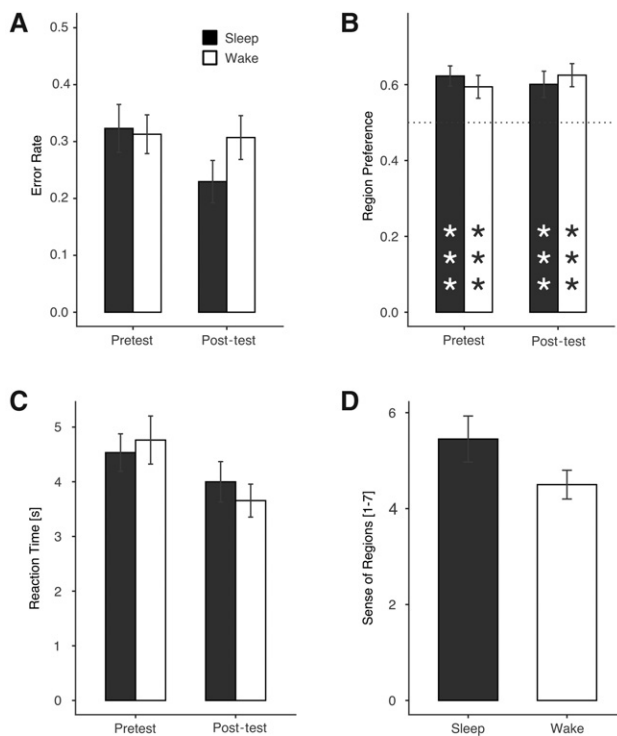 A
Sleep
Wake
0.5
0.4
0.3
0.2
0.1
0.0
Error Rate
Pretest
Post-test
B
0.6
0.4
0.2
0.0
Region Preference
* *
* *
* *
* *
* *
* *
Pretest
Post-test
C
5
4
3
2
1
0
Reaction Time [s]
Pretest
Post-test
D
6
4
2
0
Sense of Regions [1-7]
Sleep
Wake